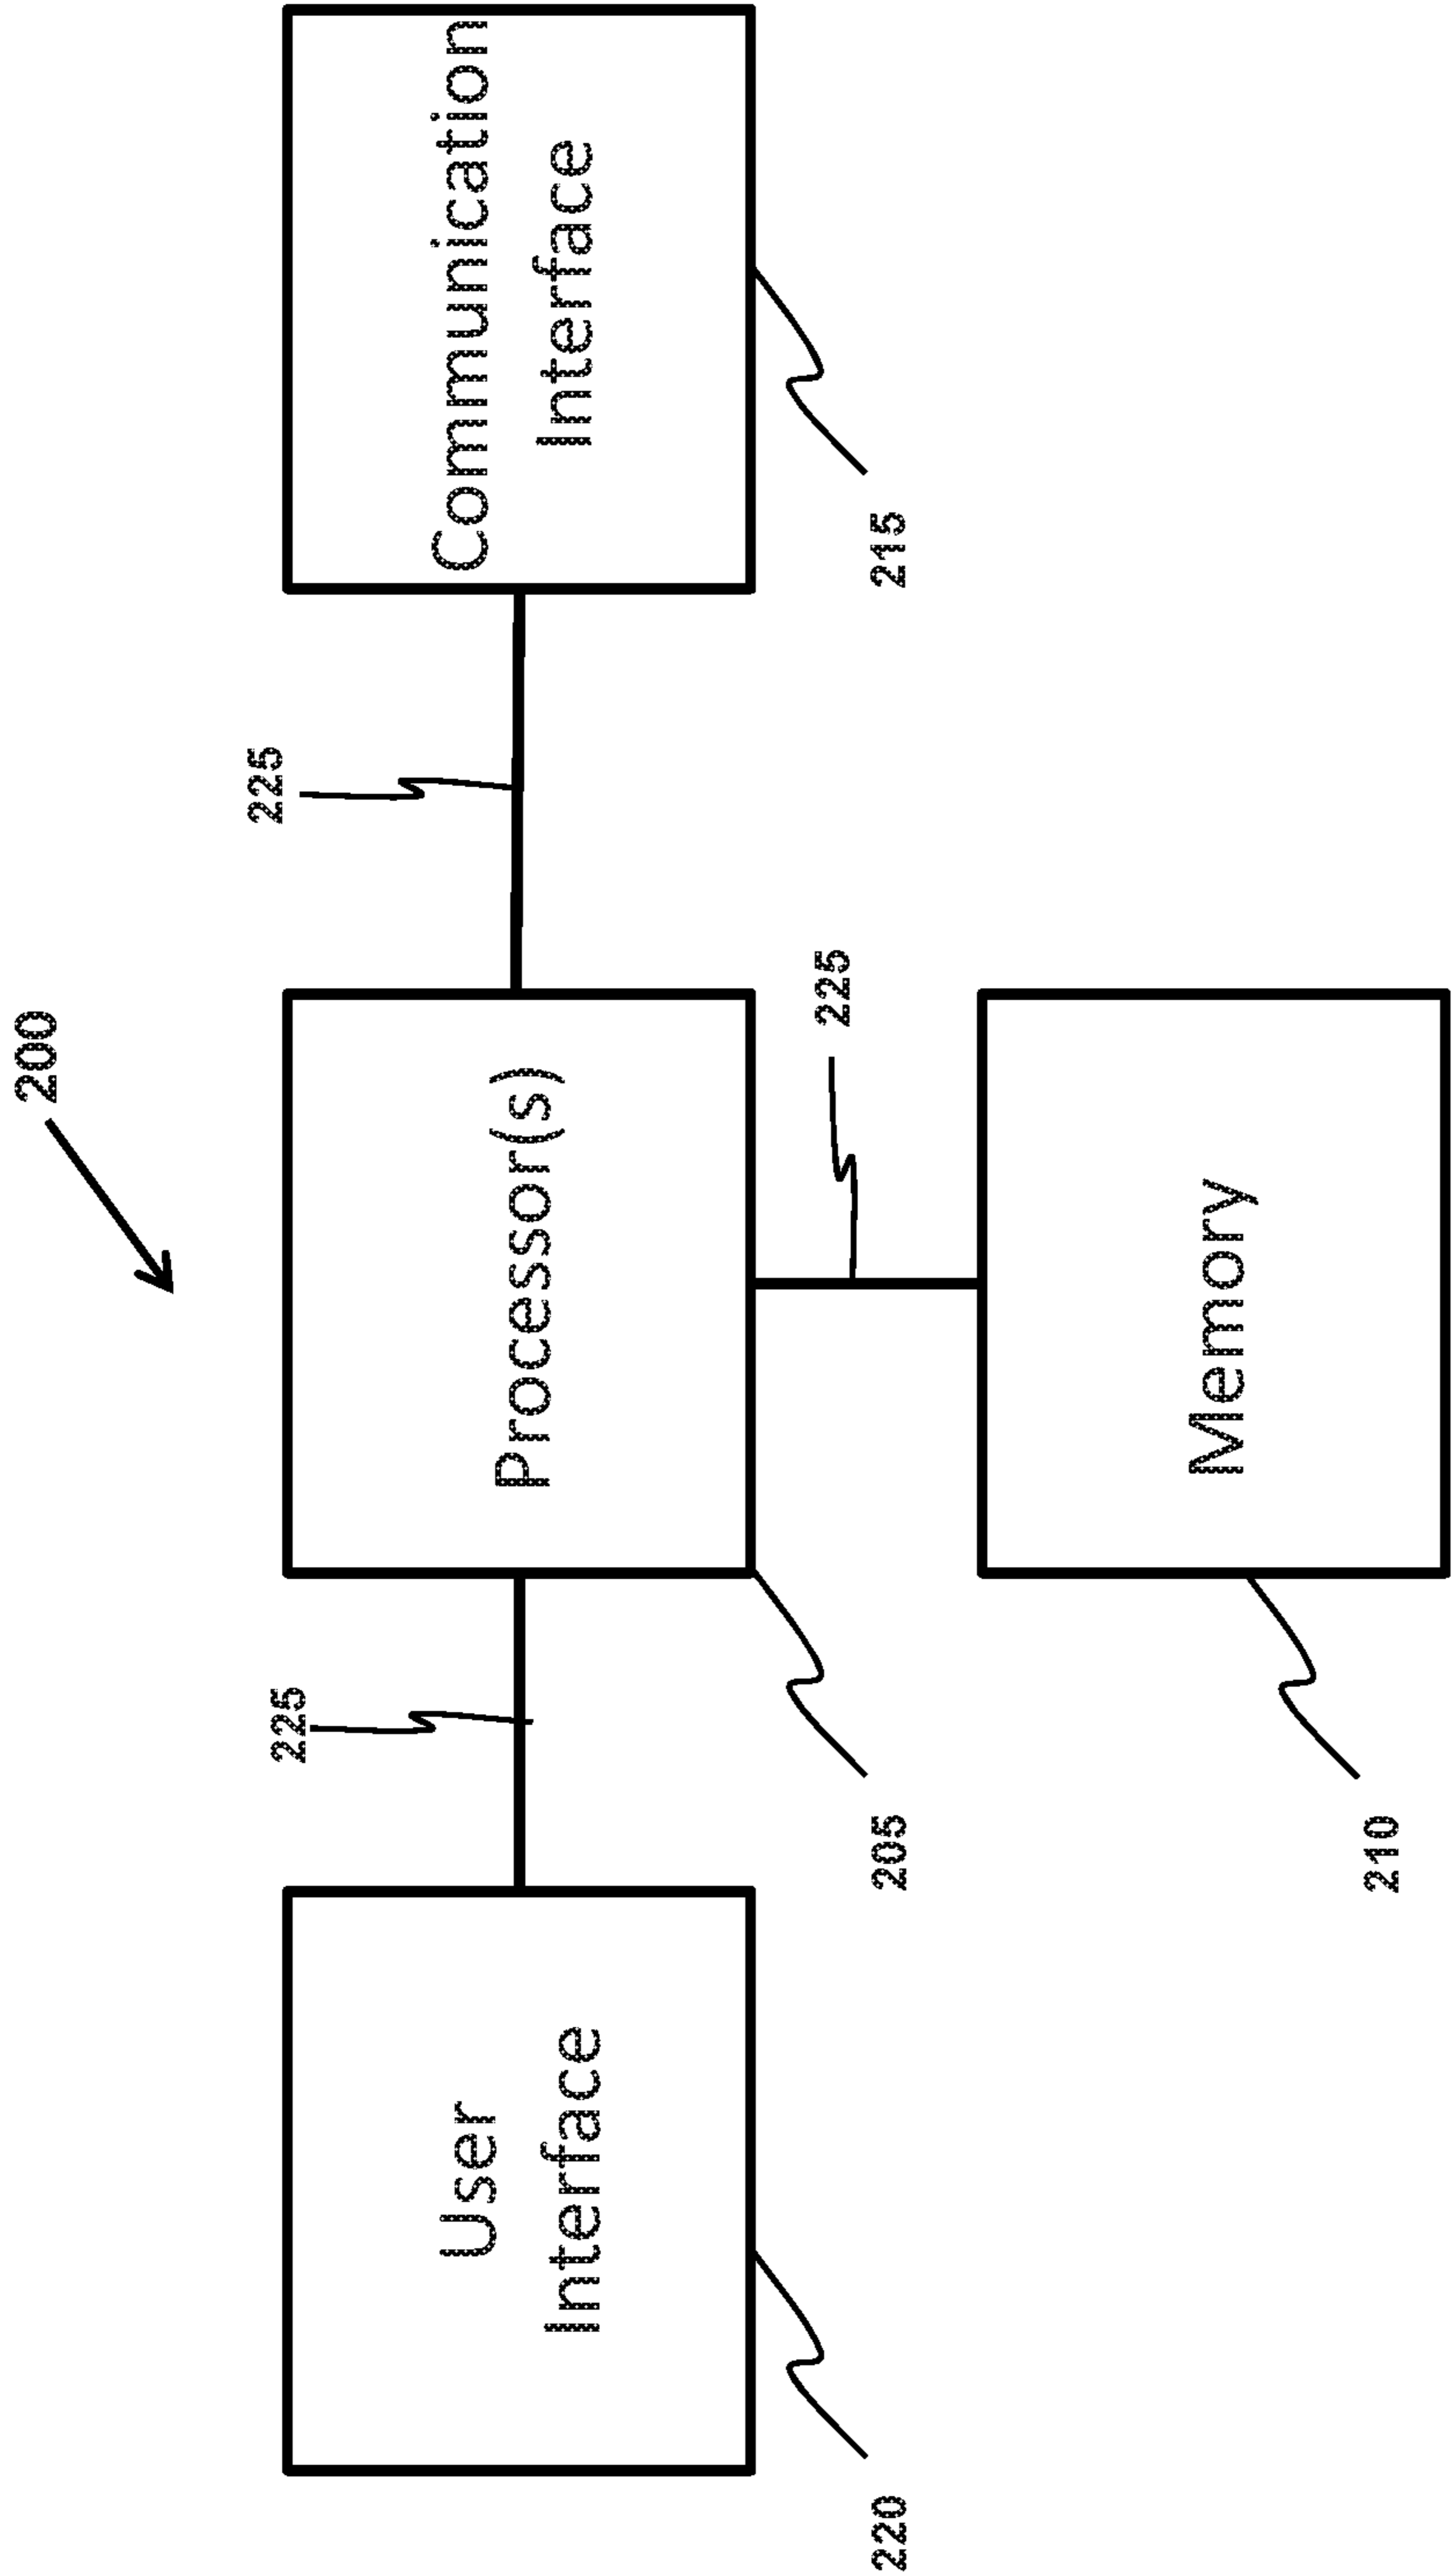 200
225
225
User
Interface
Processor(s)
Communication
Interface
225
220
205
215
Memory
210